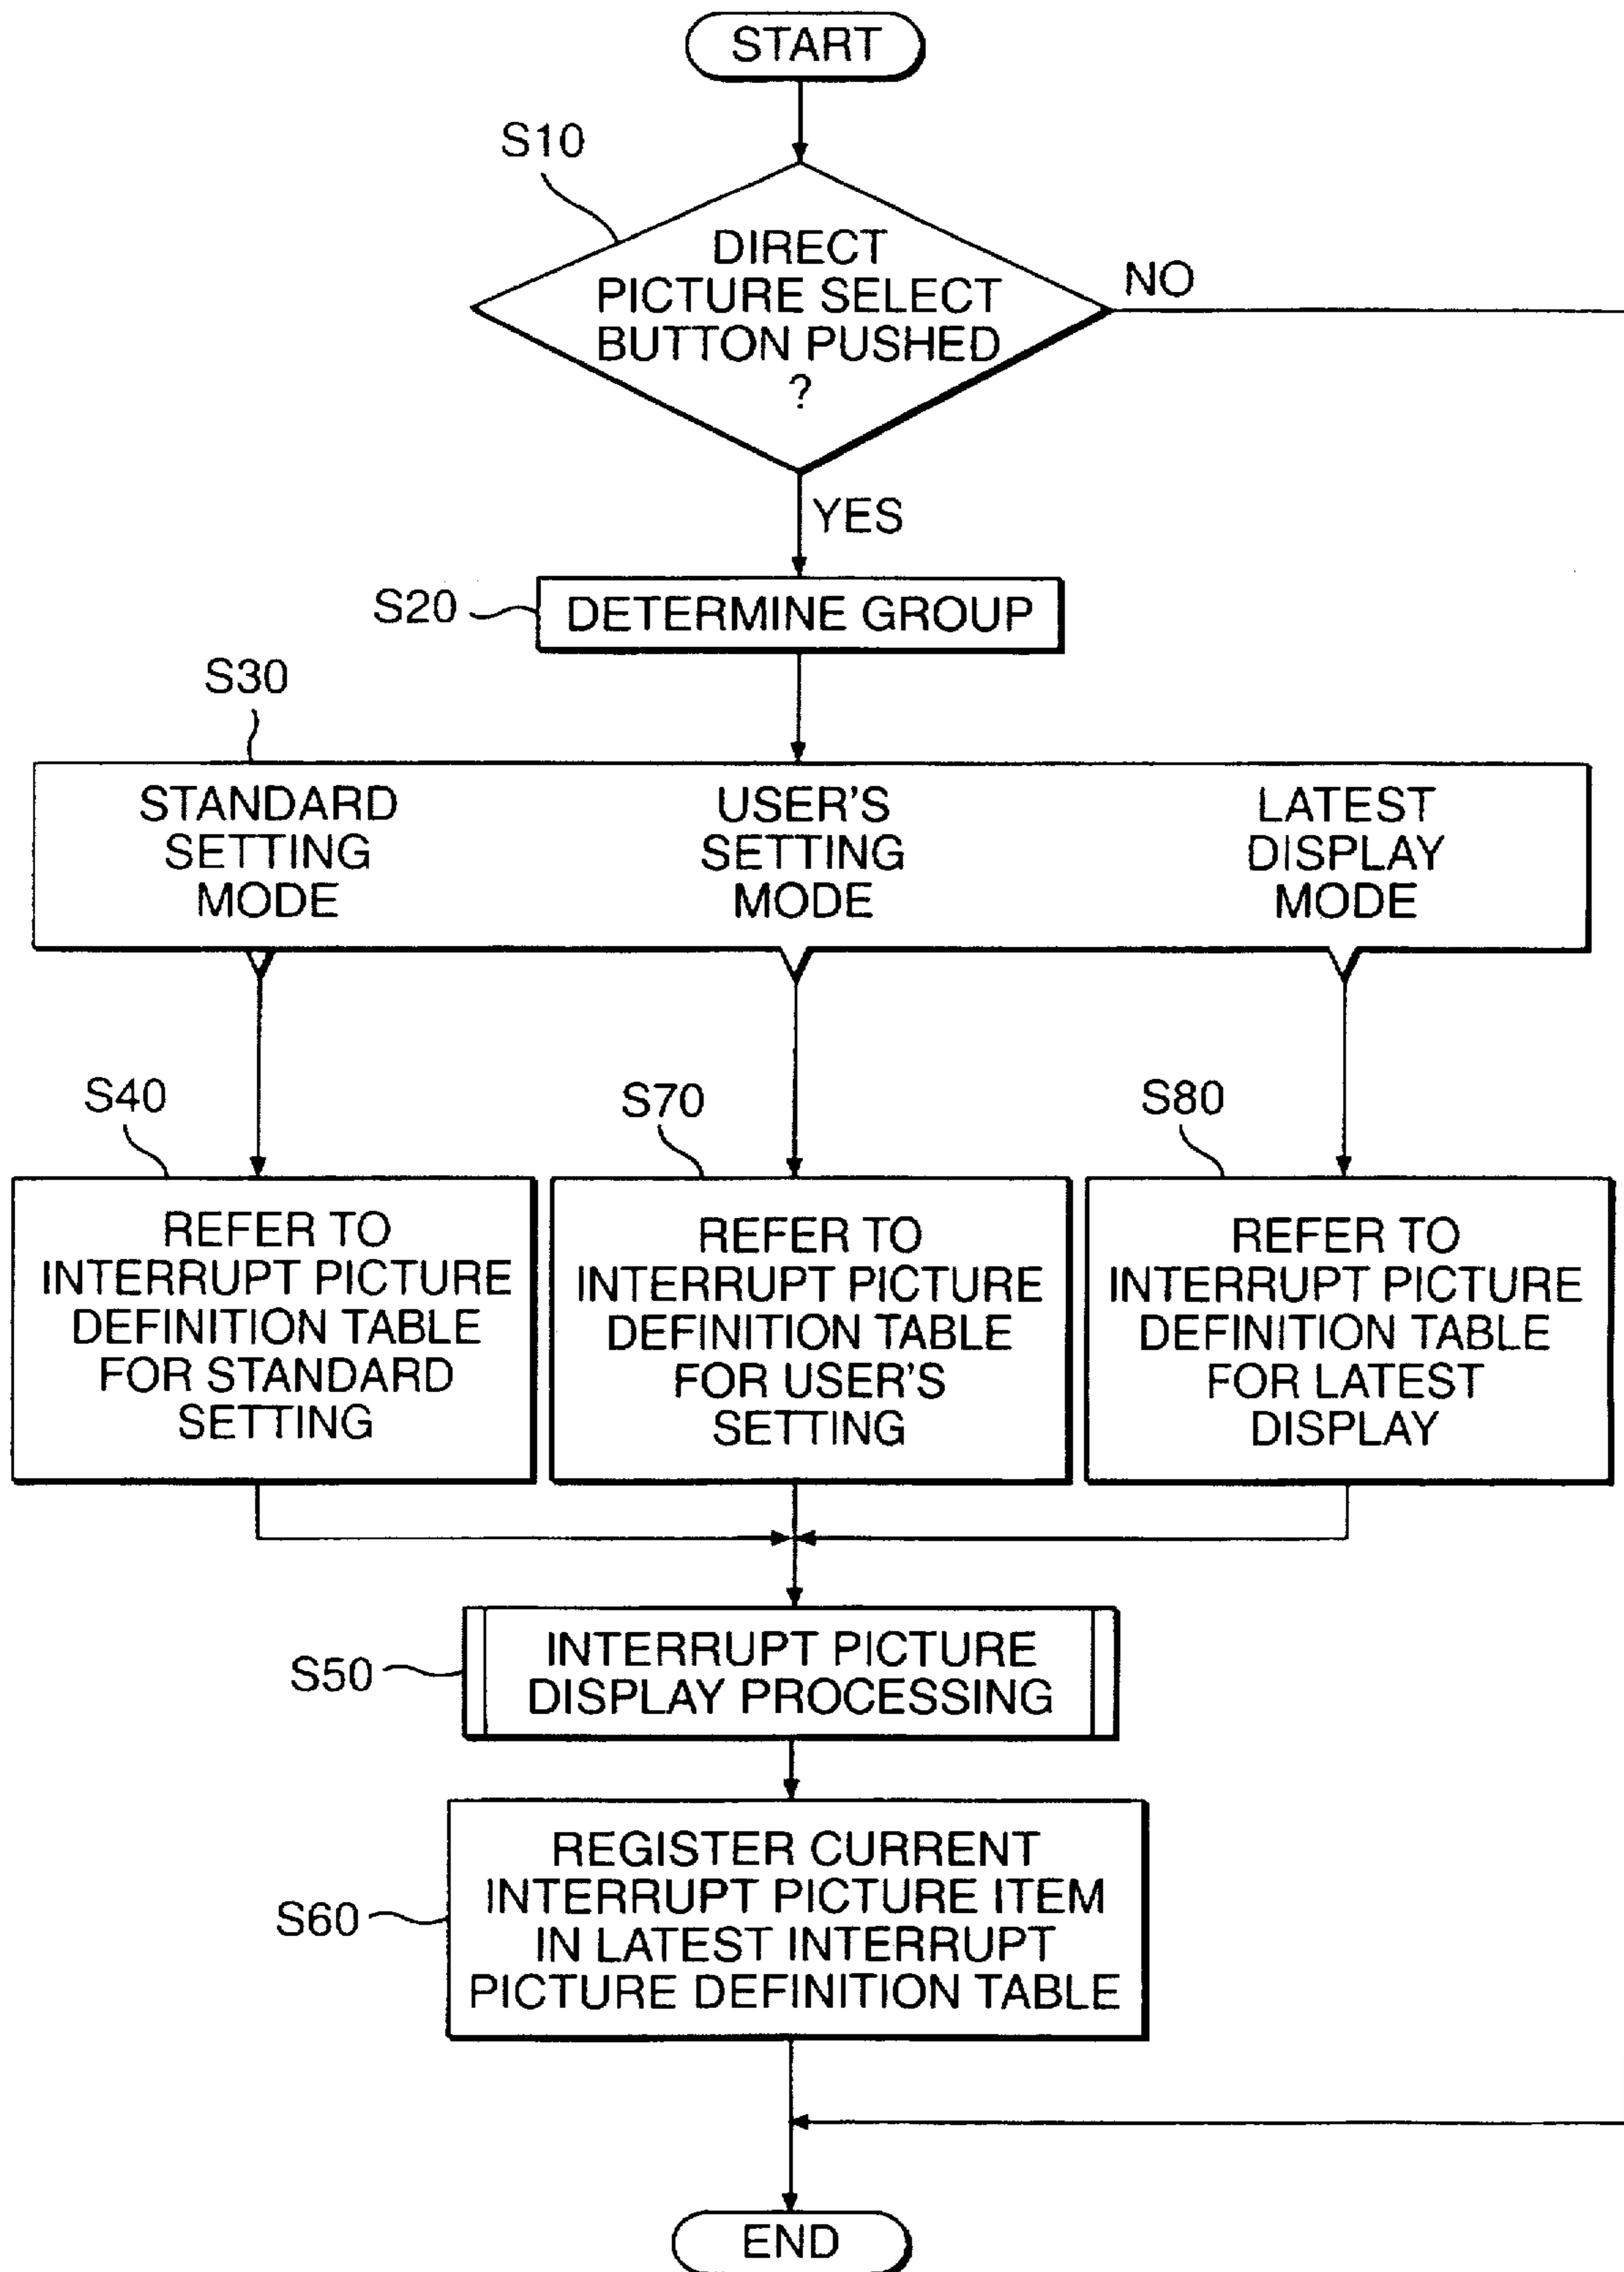 START
S10
DIRECT
PICTURE SELECT
BUTTON PUSHED
?
NO
YES
S20
DETERMINE GROUP
S30
STANDARD
SETTING
MODE
USER'S
SETTING
MODE
LATEST
DISPLAY
MODE
S40
REFER TO
INTERRUPT PICTURE
DEFINITION TABLE
FOR STANDARD
SETTING
S70
REFER TO
INTERRUPT PICTURE
DEFINITION TABLE
FOR USER'S
SETTING
S80
REFER TO
INTERRUPT PICTURE
DEFINITION TABLE
FOR LATEST
DISPLAY
S50
INTERRUPT PICTURE
DISPLAY PROCESSING
S60
REGISTER CURRENT
INTERRUPT PICTURE ITEM
IN LATEST INTERRUPT
PICTURE DEFINITION TABLE
END